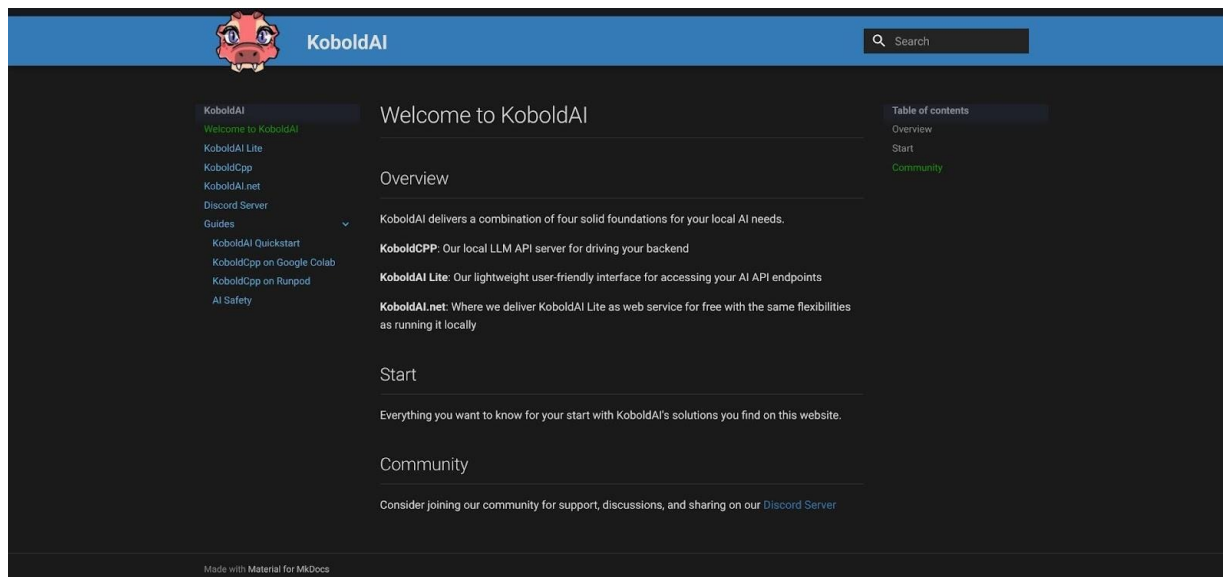 KoboldAI
Search
KoboldAI
Welcome to KoboldAI
KoboldAI Lite
KoboldCpp
KoboldAI.net
Discord Server
Guides
KoboldAI Quickstart
KoboldCpp on Google Colab
KoboldCpp on Runpod
AI Safety
Welcome to KoboldAI
Overview
KoboldAI delivers a combination of four solid foundations for your local AI needs.
KoboldCPP: Our local LLM API server for driving your backend
KoboldAI Lite: Our lightweight user-friendly interface for accessing your AI API endpoints
KoboldAI.net: Where we deliver KoboldAI Lite as web service for free with the same flexibilities
as running it locally
Start
Everything you want to know for your start with KoboldAI's solutions you find on this website.
Community
Consider joining our community for support, discussions, and sharing on our Discord Server
Table of contents
Overview
Start
Community
Made with Material for MkDocs